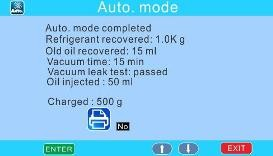 Auto. mode
Auto.
Auto. mode completed
Refrigerant recovered: 1.0K g
Old oil recovered: 15 ml
Vacuum time: 15 min
Vacuum leak test: passed
Oil injected : 50 ml
Charged : 500 g
No
ENTER
EXIT